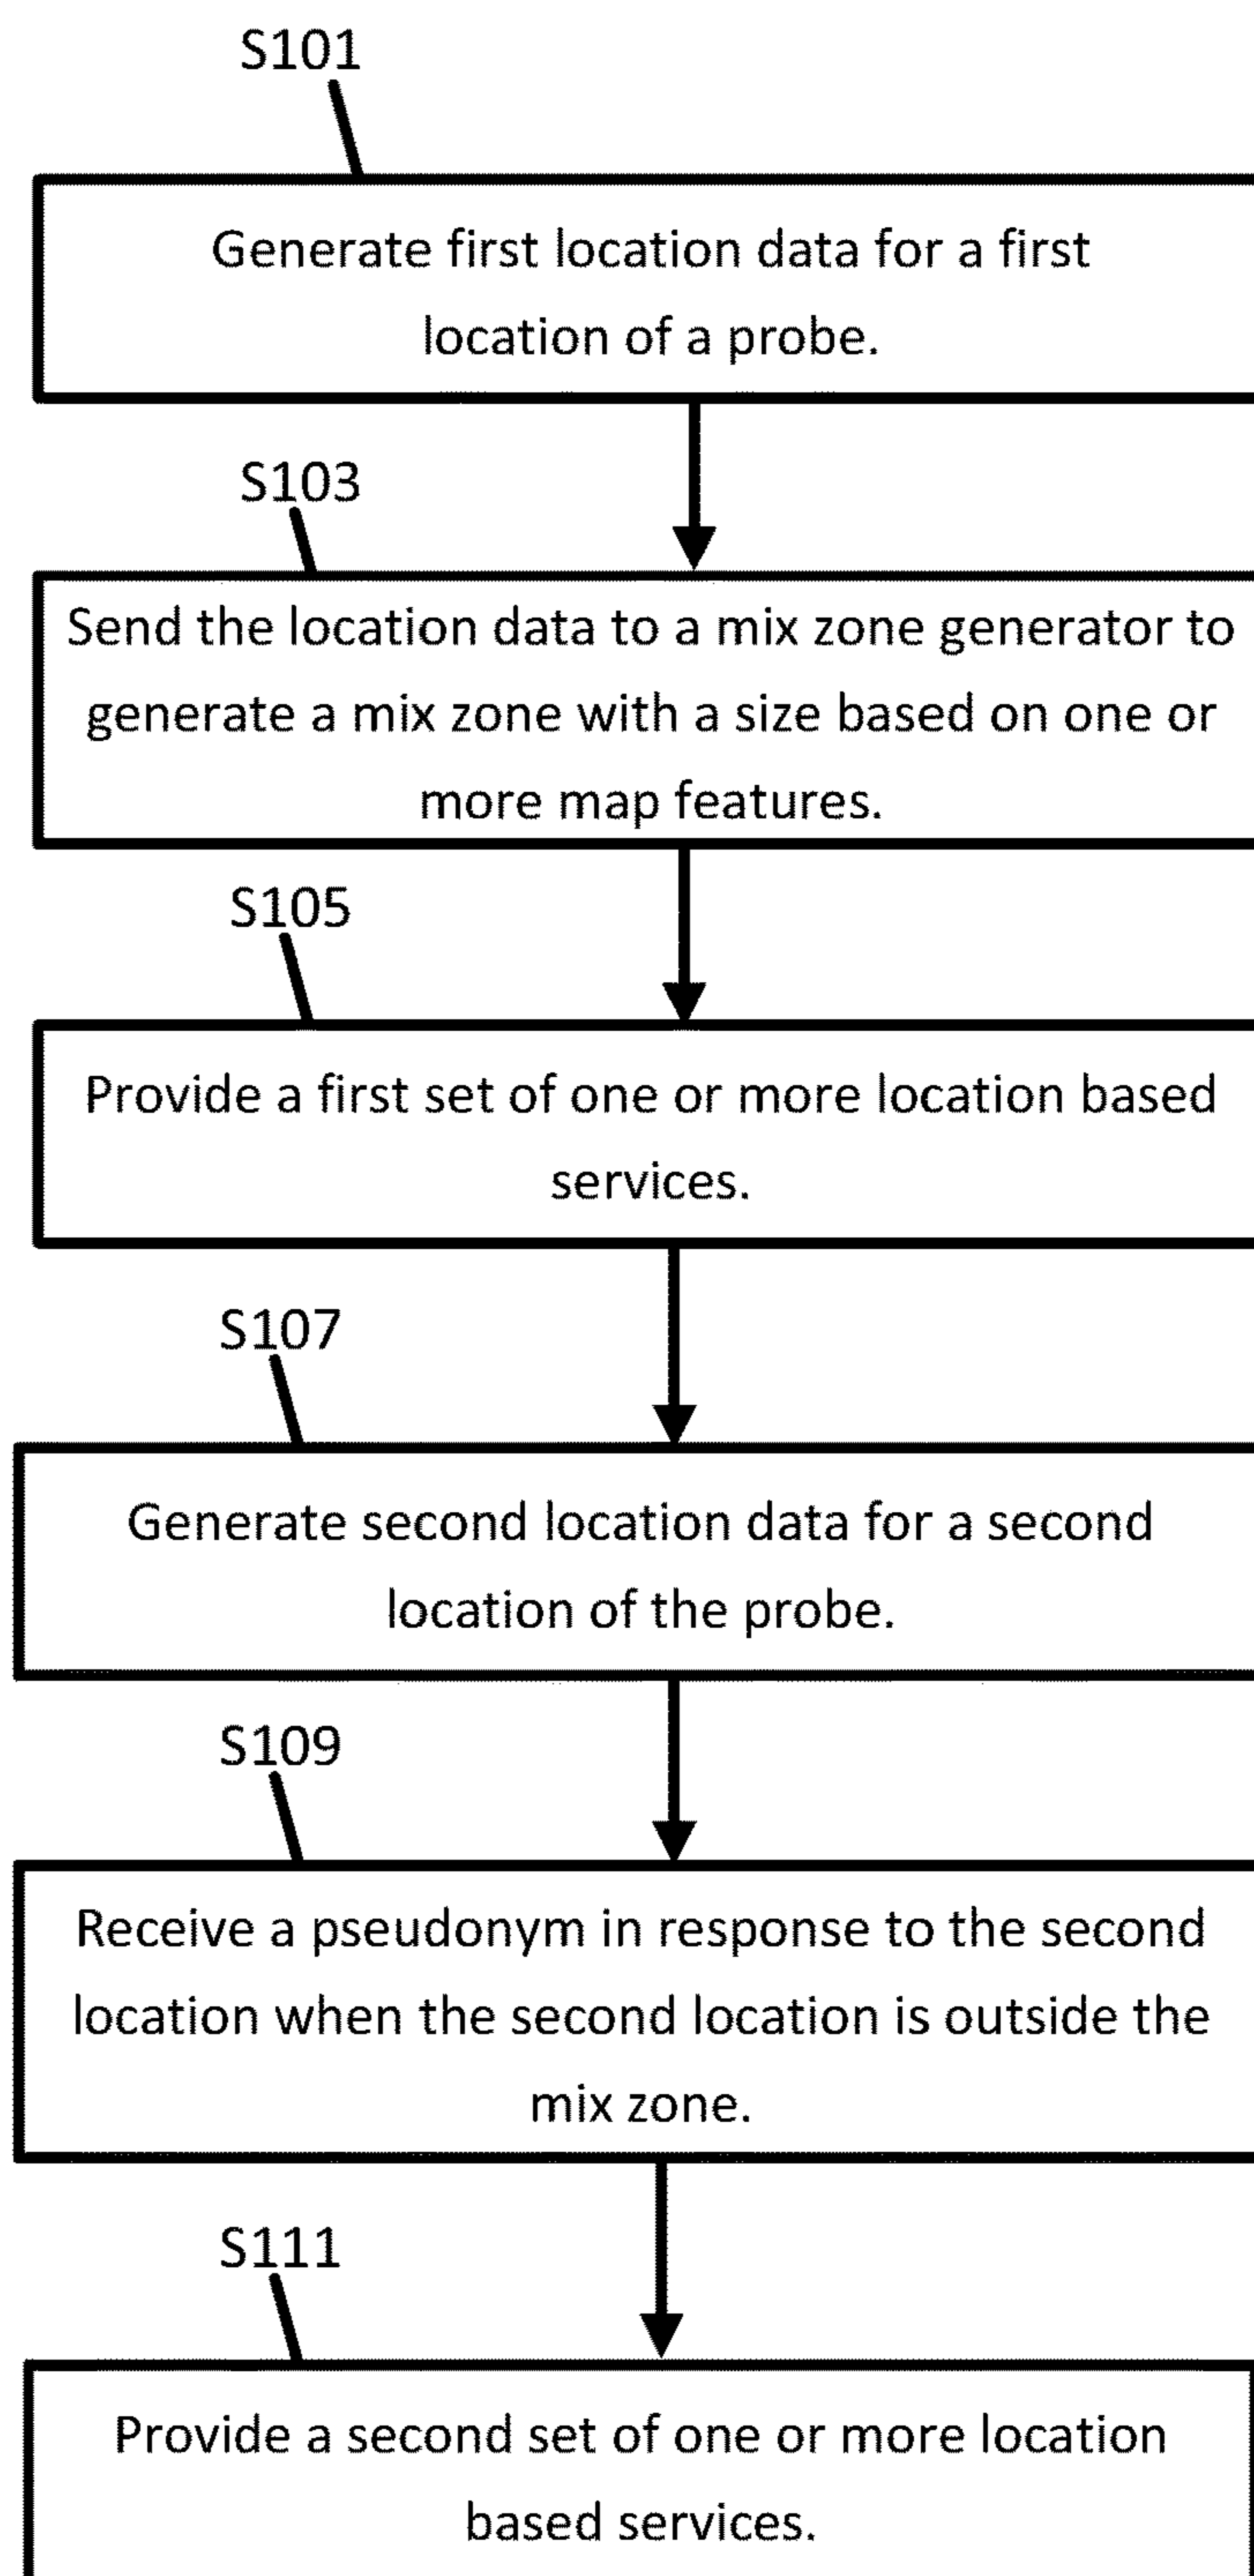 S101
Generate first location data for a first
location of a probe.
S103
Send the location data to a mix zone generator to
generate a mix zone with a size based on one or
more map features.
S105
Provide a first set of one or more location based
services.
S107
Generate second location data for a second
location of the probe.
S109
Receive a pseudonym in response to the second
location when the second location is outside the
mix zone.
S111
Provide a second set of one or more location
based services.